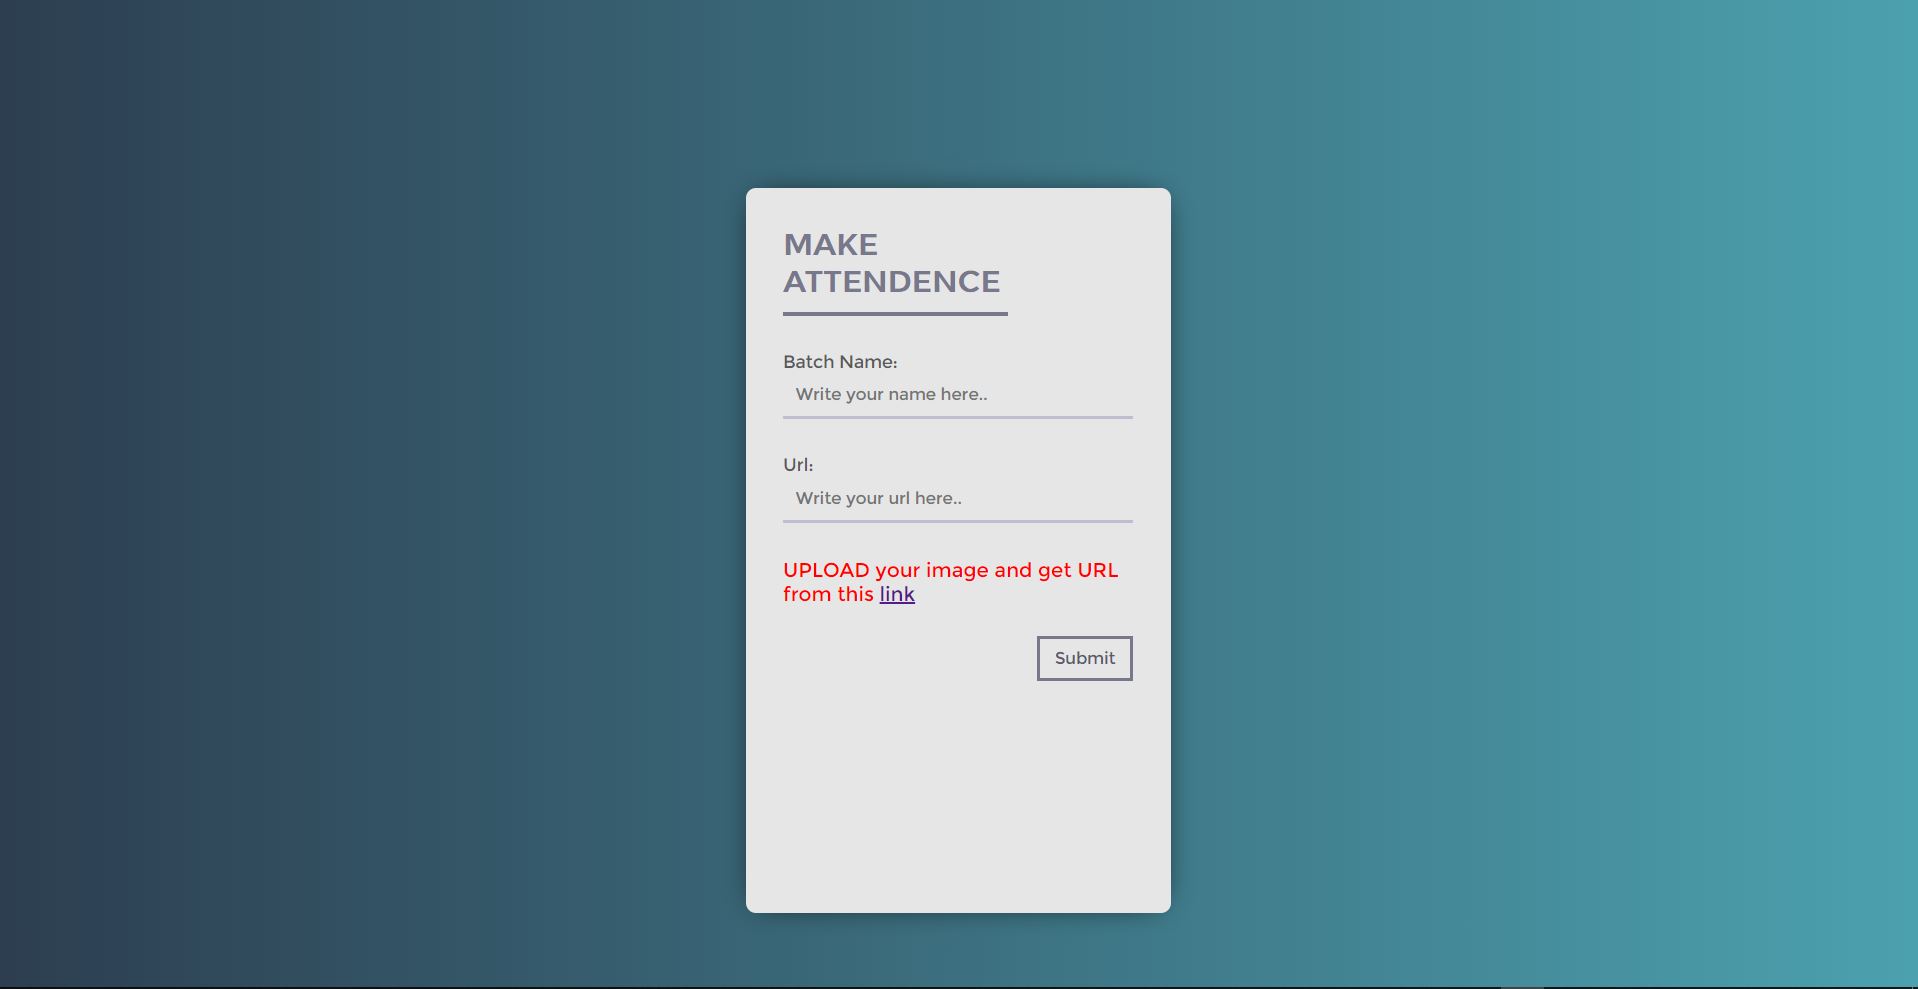 MAKE
ATTENDENCE
Batch Name:
Write your name here..
Url:
Write your url here..
UPLOAD your image and get URL
from this link
Submit